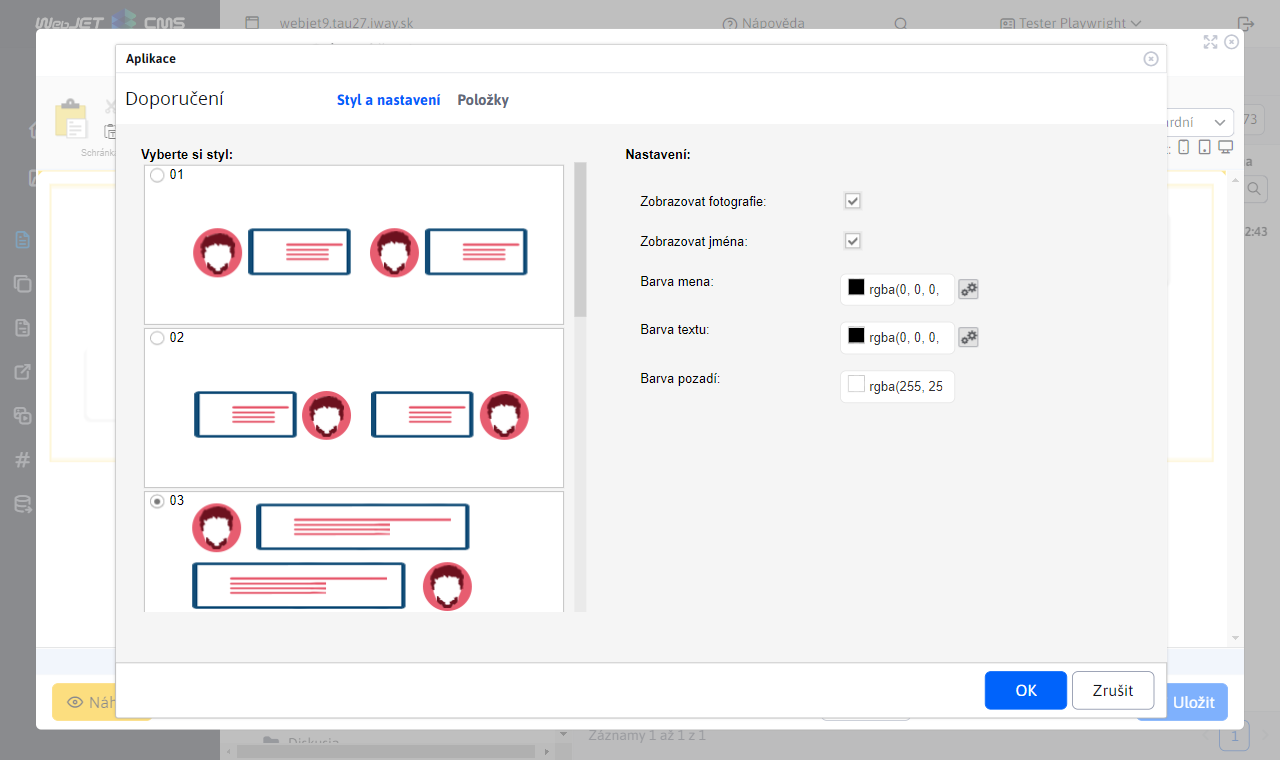 WebJET CMS
webjet9.tau27.iway.sk
Nápověda
Tester Playwright
Aplikace
Doporučení
Styl a nastavení
Položky
Schránka
rdní
73
Vyberte si styl:
Nastavení:
01
Zobrazovat fotografie:
Zobrazovat jména:
2:43
Barva mena:
rgba(0, 0, 0,
02
Barva textu:
rgba(0, 0, 0,
Barva pozadí:
rgba(255, 25
03
OK
Zrušit
Náh
Uložit
Diskusia
Záznamy 1 až 1 z 1
1